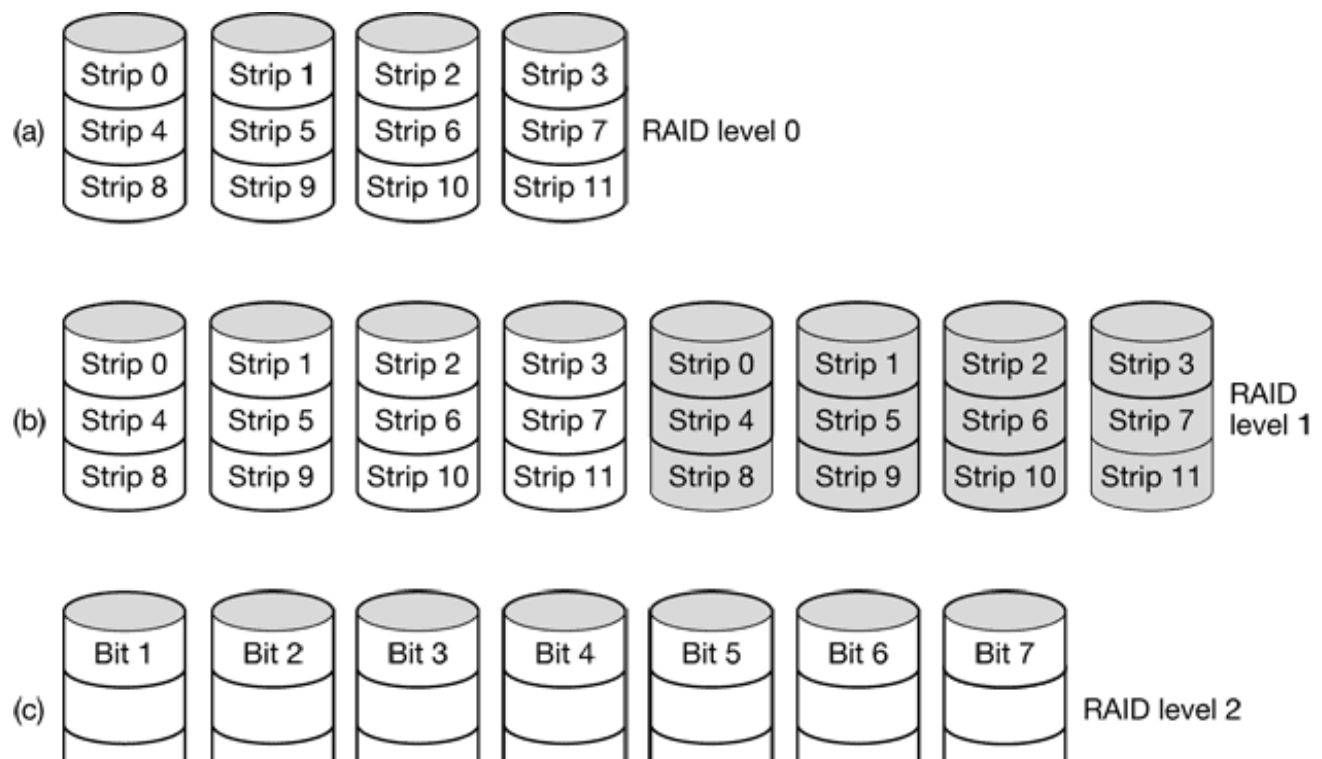 Strip 0 Strip 1 Strip 2 Strip 3
(a) Strip 4 Strip 5 Strip 6 Strip 7 RAID level 0
Strip 8 Strip 9 Strip 10 Strip 11
Strip 0 Strip 1 Strip 2 Strip 3 Strip 0 Strip 1 Strip 2 Strip 3
(b) Strip 4 Strip 5 Strip 6 Strip 7 Strip 4 Strip 5 Strip 6 Strip 7 RAID level 1
Strip 8 Strip 9 Strip 10 Strip 11 Strip 8 Strip 9 Strip 10 Strip 11
Bit 1 Bit 2 Bit 3 Bit 4 Bit 5 Bit 6 Bit 7
(c) RAID level 2